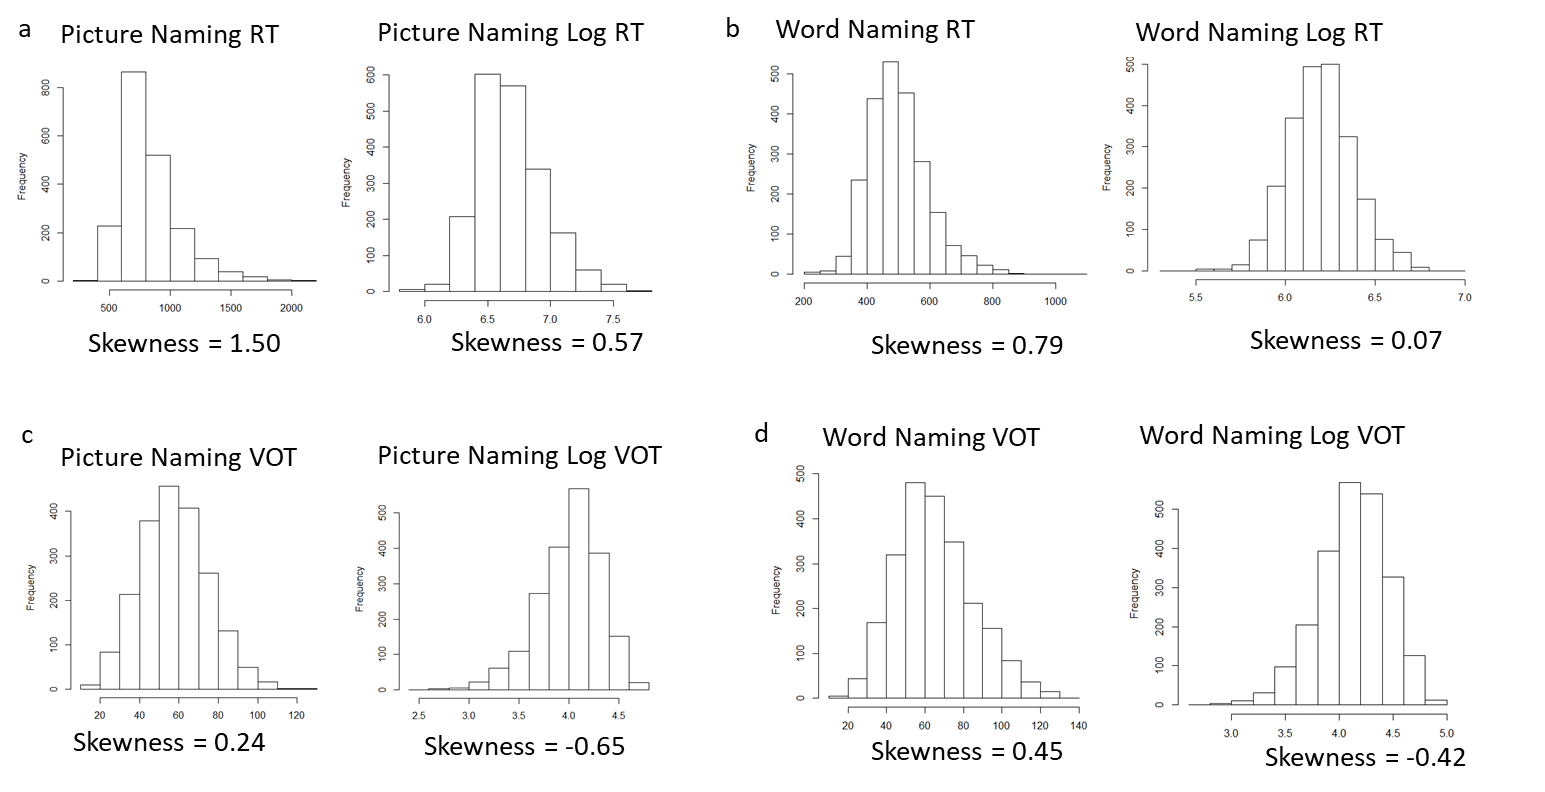 a
Picture Naming RT
Picture Naming Log RT
b
Word Naming RT
Word Naming Log RT
Frequency
0 200 400 600 800
500 1000 1500 2000
Skewness = 1.50
Frequency
0 100 200 300 400 500 600
6.0 6.5 7.0 7.5
Skewness = 0.57
Frequency
0 100 200 300 400 500
200 400 600 800 1000
Skewness = 0.79
Frequency
0 100 200 300 400 500
5.5 6.0 6.5 7.0
Skewness = 0.07
c
Picture Naming VOT
Picture Naming Log VOT
d
Word Naming VOT
Word Naming Log VOT
Frequency
0 100 200 300 400
20 40 60 80 100 120
Skewness = 0.24
Frequency
0 100 200 300 400 500
2.5 3.0 3.5 4.0 4.5
Skewness = -0.65
Frequency
0 100 200 300 400 500
20 40 60 80 100 120 140
Skewness = 0.45
Frequency
0 100 200 300 400 500
3.0 3.5 4.0 4.5 5.0
Skewness = -0.42